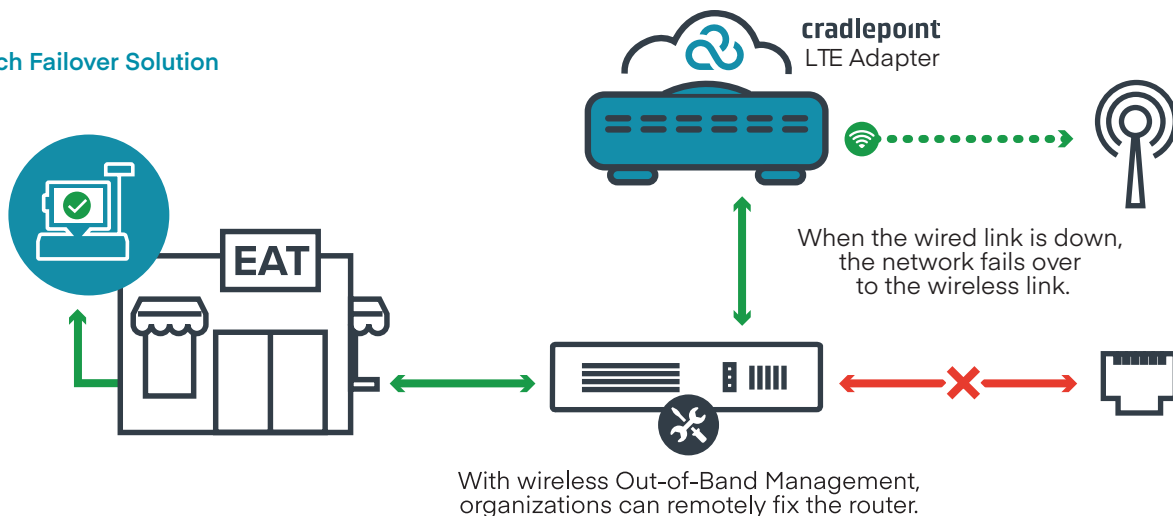 ch Failover Solution
cradlepoint
LTE Adapter
EAT
When the wired link is down,
the network fails over
to the wireless link.
With wireless Out-of-Band Management,
organizations can remotely fix the router.